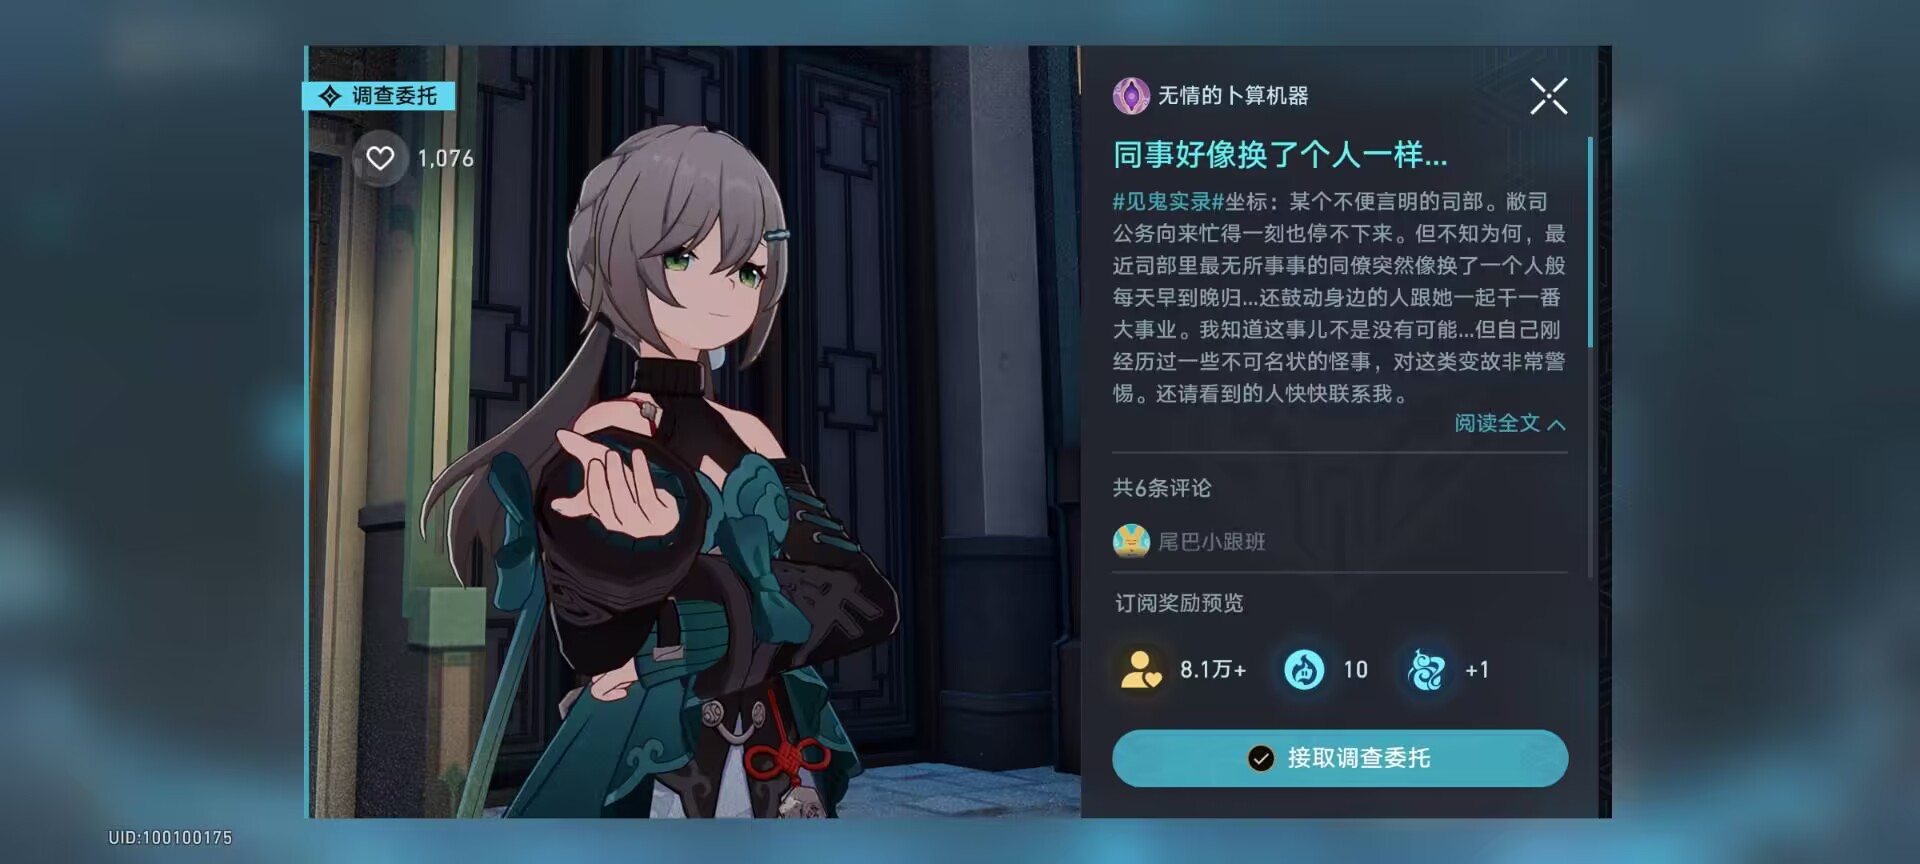 调查委托
1,076
无情的卜算机器
同事好像换了个人一样...
#见鬼实录#坐标：某个不便言明的司部。敝司
公务向来忙得一刻也停不下来。但不知为何，最
近司部里最无所事事的同僚突然像换了一个人般
每天早到晚归...还鼓动身边的人跟她一起干一番
大事业。我知道这事儿不是没有可能...但自己刚
经历过一些不可名状的怪事，对这类变故非常警
惕。还请看到的人快快联系我。
阅读全文
共6条评论
尾巴小跟班
订阅奖励预览
8.1万+ 10 +1
接取调查委托
UID:100100175